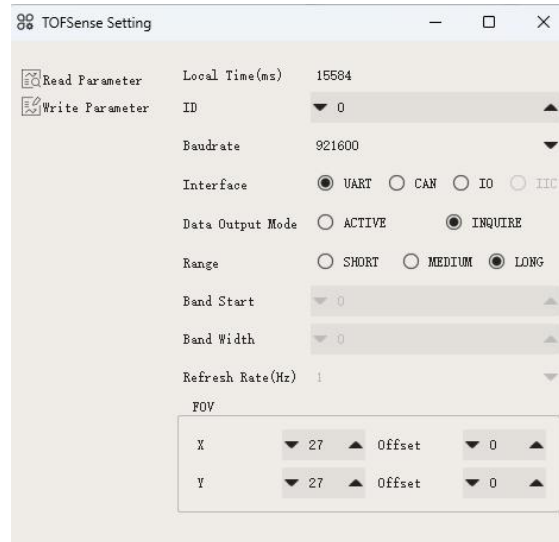 TOFSense Setting
Read Parameter
Write Parameter
Local Time(ms) 15584
ID 0
Baudrate 921600
Interface UART CAN IO IIC
Data Output Mode ACTIVE INQUIRE
Range SHORT MEDIUM LONG
Band Start 0
Band Width 0
Refresh Rate(Hz) 1
FOV
X 27 Offset 0
Y 27 Offset 0